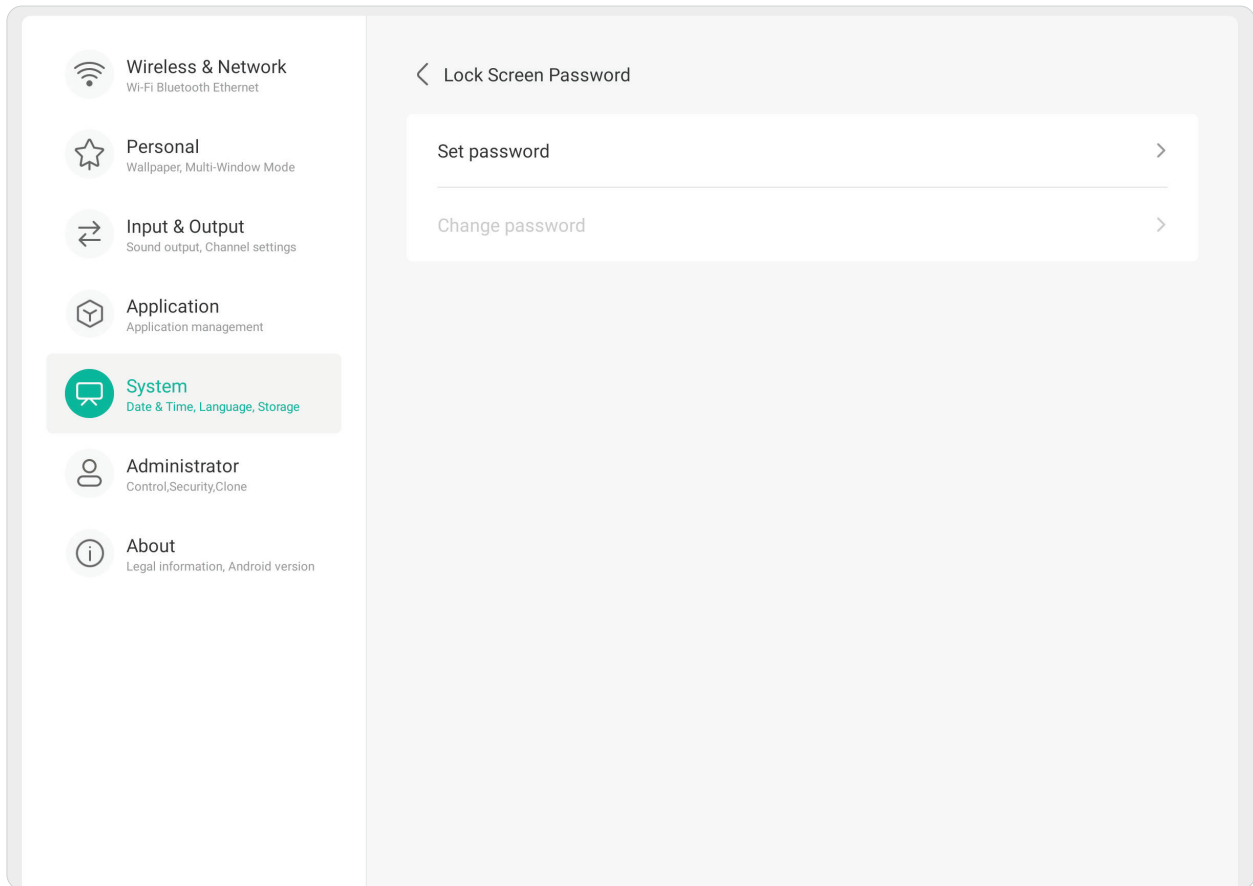 Wireless & Network
Wi-Fi Bluetooth Ethernet
Personal
Wallpaper, Multi-Window Mode
Input & Output
Sound output, Channel settings
Application
Application management
System
Date & Time, Language, Storage
Administrator
Control,Security,Clone
About
Legal information, Android version
Lock Screen Password
Set password
Change password